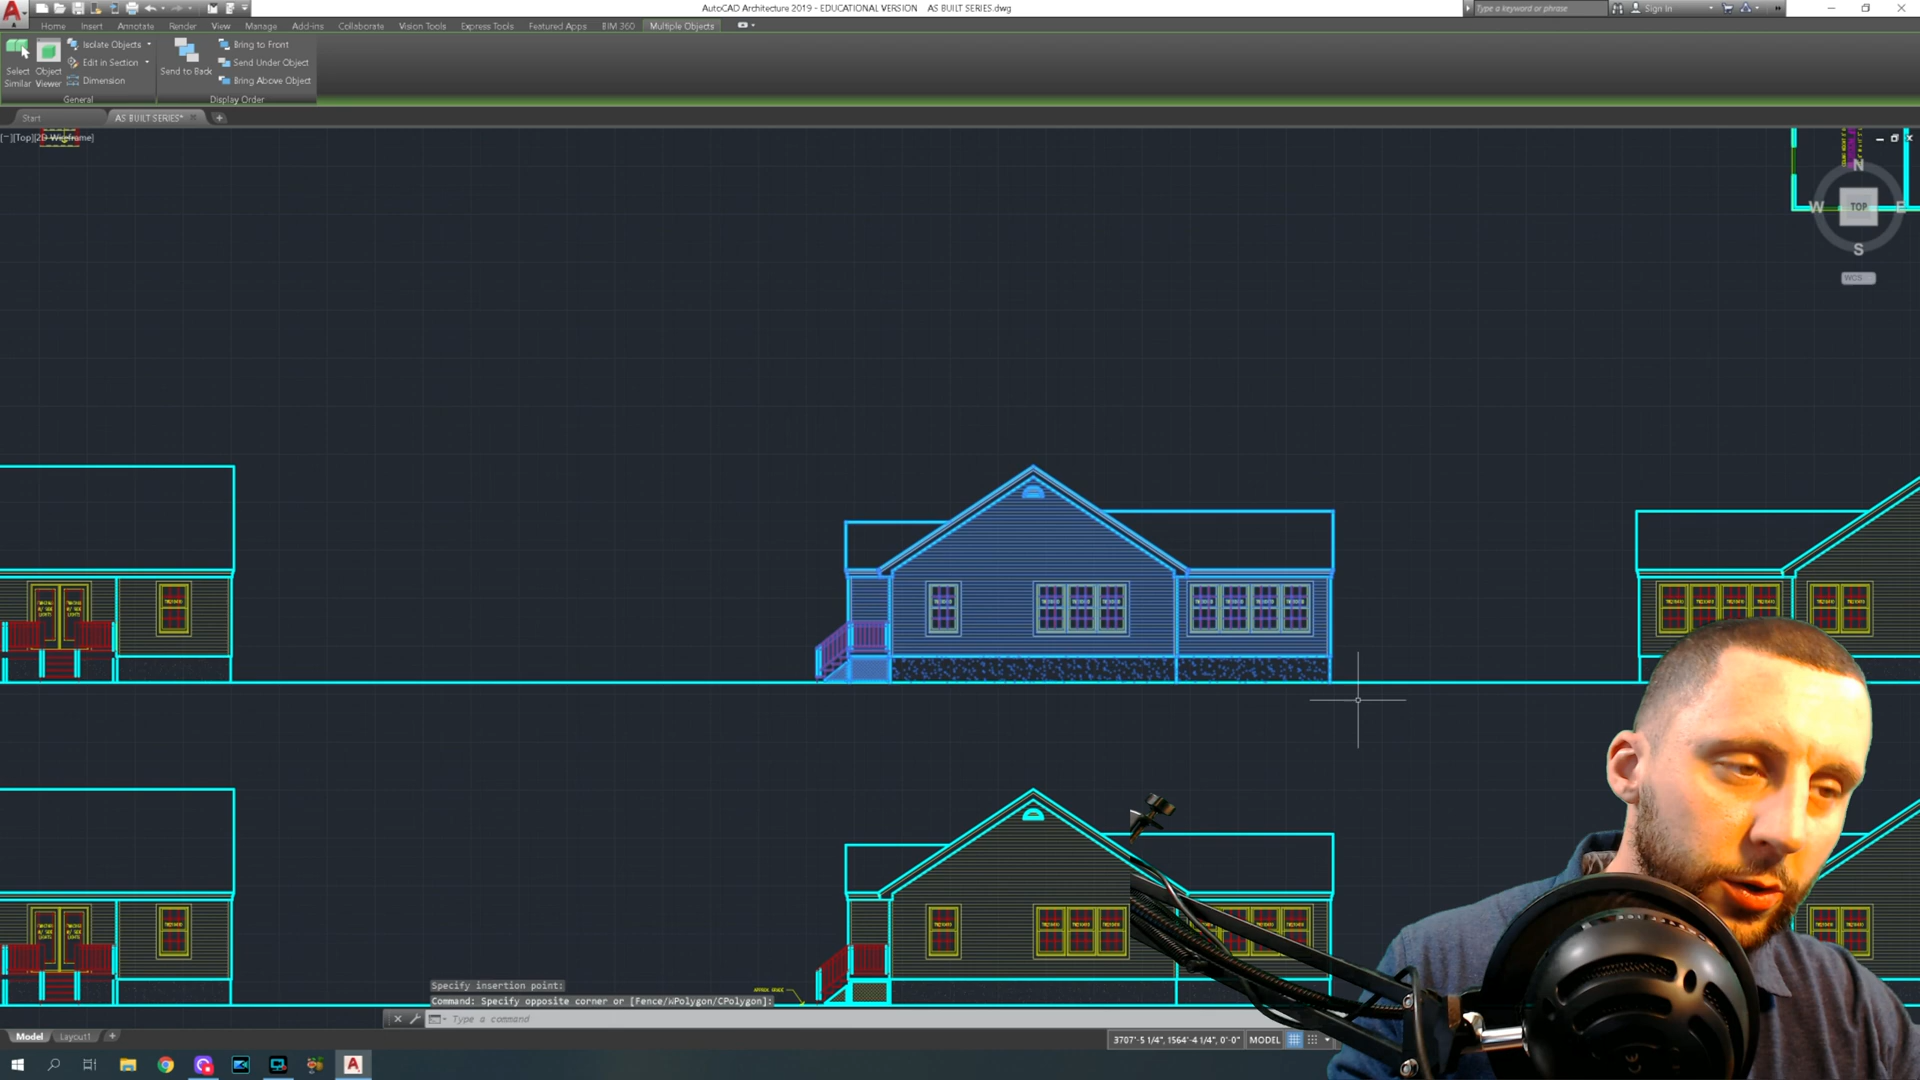 AutoCAD Architecture 2019 - EDUCATIONAL VERSION AS BUILT SERIES.dwg
Type a keyword or phrase
Sign In
Home Insert Annotate Render View Manage Add-ins Collaborate Vision Tools Express Tools Featured Apps BIM 360 Multiple Objects
Select Similar
Object Viewer
Isolate Objects
Edit in Section
Dimension
General
Send to Back
Bring to Front
Send Under Object
Bring Above Object
Display Order
Start
AS BUILT SERIES*
[−][Top][2D Wireframe]
N
W TOP E
S
WCS
Specify insertion point:
Command: Specify opposite corner or [Fence/WPolygon/CPolygon]:
APPROX GRADE
Type a command
Model Layout1
3707'-5 1/4", 1564'-4 1/4", 0'-0" MODEL